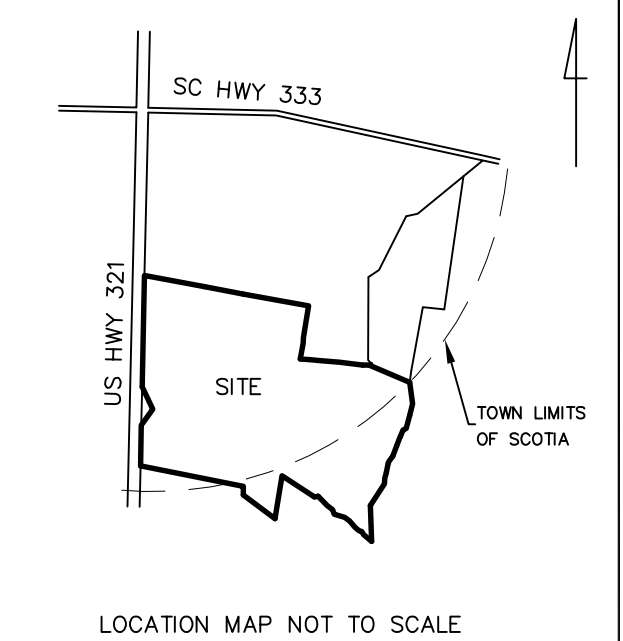 SC HWY 333
US HWY 321
SITE
TOWN LIMITS
OF SCOTIA
LOCATION MAP NOT TO SCALE